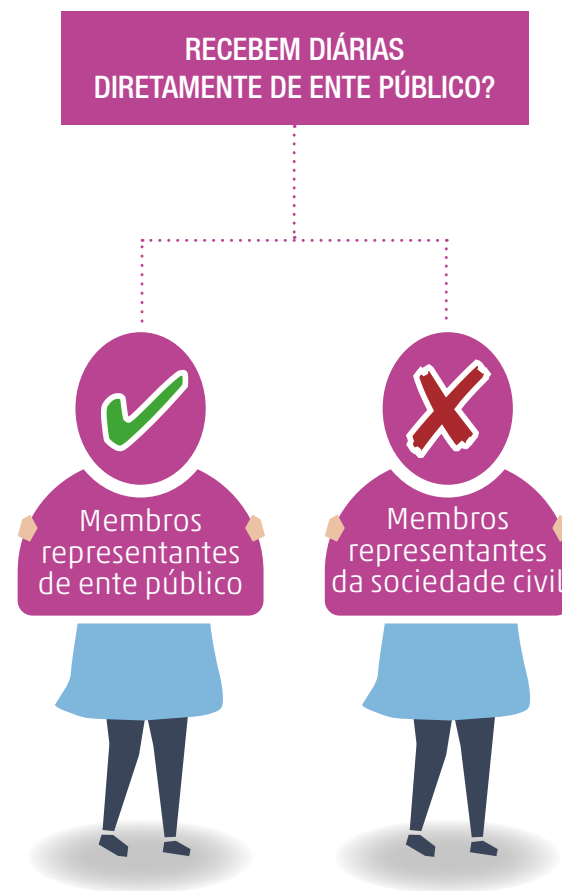 RECEBEM DIÁRIAS
DIRETAMENTE DE ENTE PÚBLICO?
Membros
representantes
de ente público
Membros
representantes
da sociedade civil